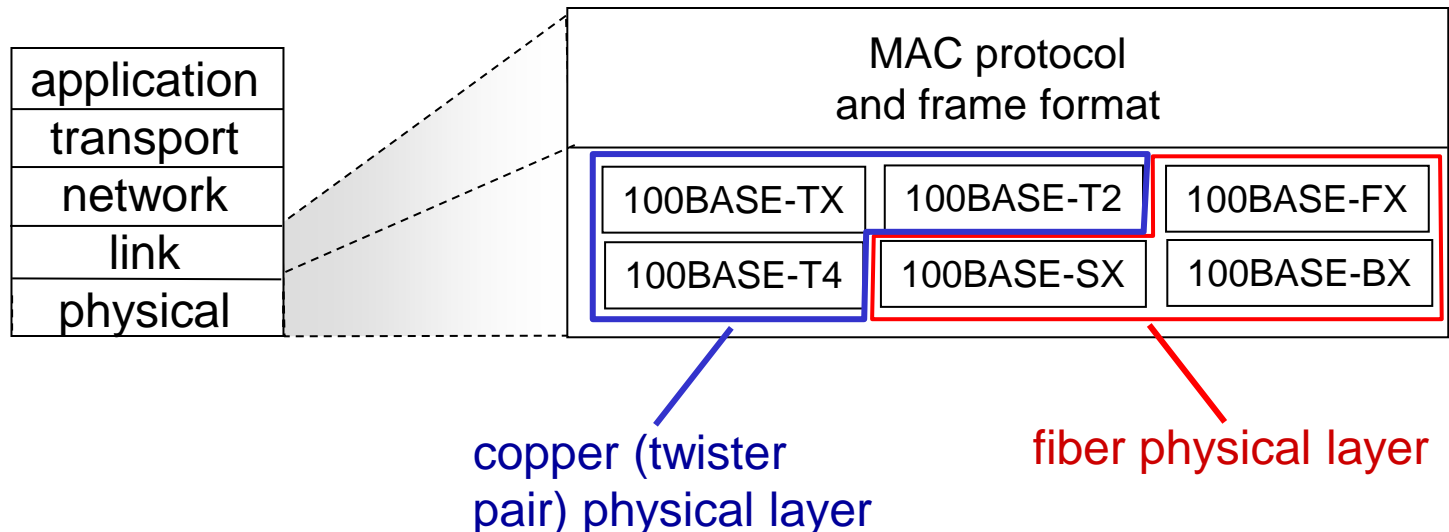 application
transport
network
link
physical
MAC protocol
and frame format
100BASE-TX
100BASE-T2
100BASE-FX
100BASE-T4
100BASE-SX
100BASE-BX
copper (twister
pair) physical layer
fiber physical layer